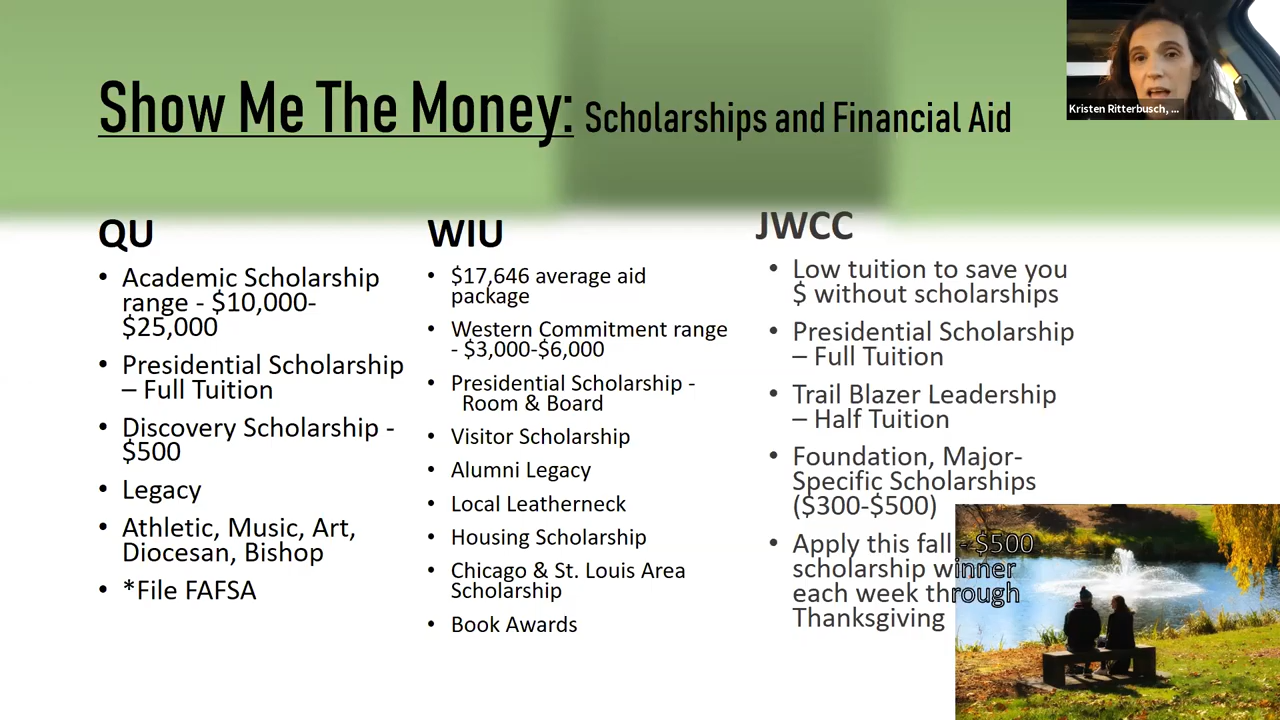 Show Me The Money: Scholarships and Financial Aid
Kristen Ritterbusch, ...
QU
• Academic Scholarship
range - $10,000-
$25,000
• Presidential Scholarship
– Full Tuition
• Discovery Scholarship -
$500
• Legacy
• Athletic, Music, Art,
Diocesan, Bishop
• *File FAFSA
WIU
• $17,646 average aid
package
• Western Commitment range
- $3,000-$6,000
• Presidential Scholarship -
Room & Board
• Visitor Scholarship
• Alumni Legacy
• Local Leatherneck
• Housing Scholarship
• Chicago & St. Louis Area
Scholarship
• Book Awards
JWCC
• Low tuition to save you
$ without scholarships
• Presidential Scholarship
– Full Tuition
• Trail Blazer Leadership
– Half Tuition
• Foundation, Major-
Specific Scholarships
($300-$500)
• Apply this fall - $500
scholarship winner
each week through
Thanksgiving